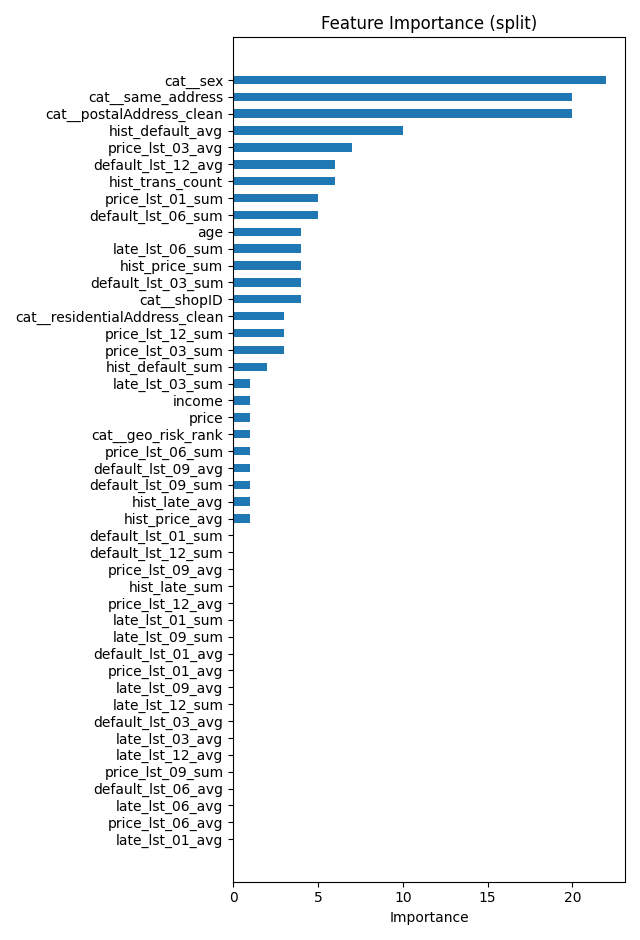 Feature Importance (split)
cat__sex
cat__same_address
cat__postalAddress_clean
hist_default_avg
price_lst_03_avg
default_lst_12_avg
hist_trans_count
price_lst_01_sum
default_lst_06_sum
age
late_lst_06_sum
hist_price_sum
default_lst_03_sum
cat__shopID
cat__residentialAddress_clean
price_lst_12_sum
price_lst_03_sum
hist_default_sum
late_lst_03_sum
income
price
cat__geo_risk_rank
price_lst_06_sum
default_lst_09_avg
default_lst_09_sum
hist_late_avg
hist_price_avg
default_lst_01_sum
default_lst_12_sum
price_lst_09_avg
hist_late_sum
price_lst_12_avg
late_lst_01_sum
late_lst_09_sum
default_lst_01_avg
price_lst_01_avg
late_lst_09_avg
late_lst_12_sum
default_lst_03_avg
late_lst_03_avg
late_lst_12_avg
price_lst_09_sum
default_lst_06_avg
late_lst_06_avg
price_lst_06_avg
late_lst_01_avg
0 5 10 15 20
Importance